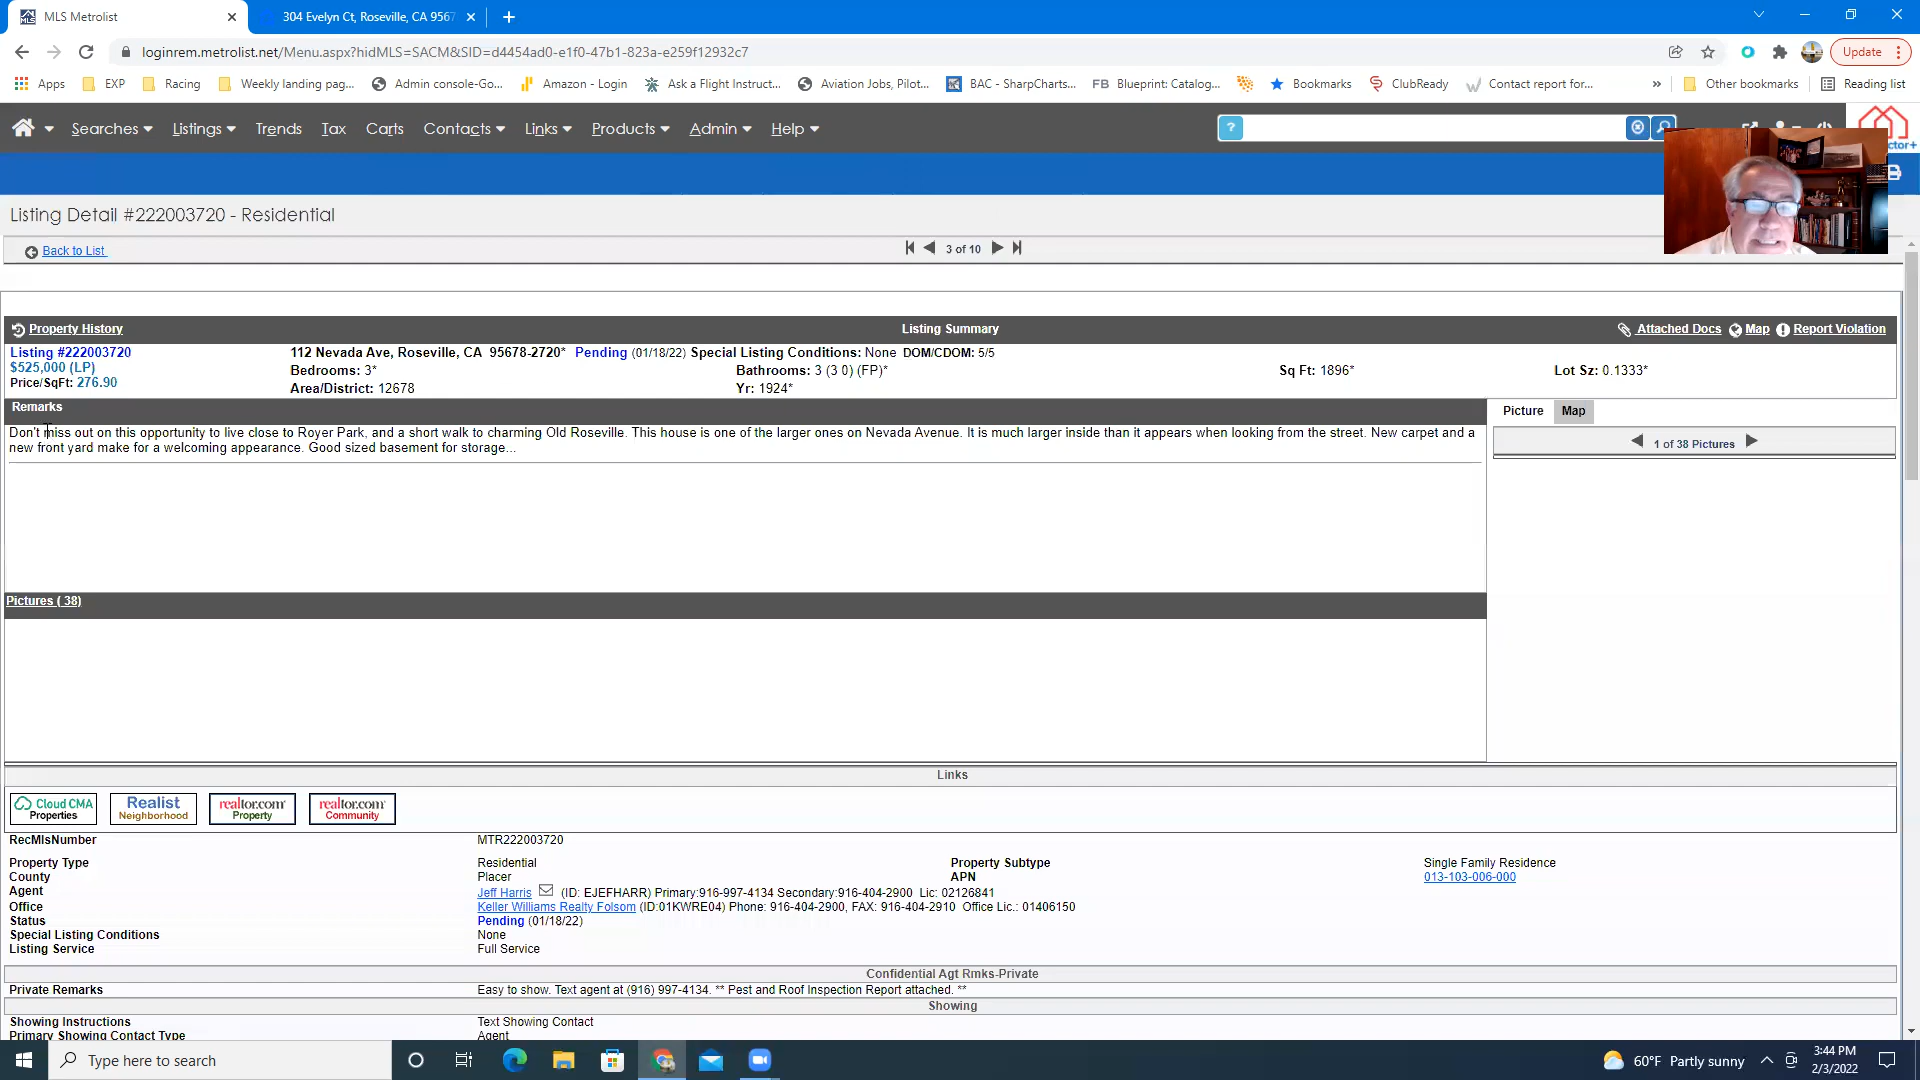 MLS Metrolist
304 Evelyn Ct, Roseville, CA 9567
loginrem.metrolist.net/Menu.aspx?hidMLS=SACM&SID=d4454ad0-e1f0-47b1-823a-e259f12932c7
Update
Apps EXP Racing Weekly landing pag... Admin console-Go... Amazon - Login Ask a Flight Instruct... Aviation Jobs, Pilot... BAC - SharpCharts... FB Blueprint: Catalog... Bookmarks ClubReady Contact report for... » Other bookmarks Reading list
Searches Listings Trends Tax Carts Contacts Links Products Admin Help ?
ctor+
Listing Detail #222003720 - Residential
Back to List
3 of 10
Property History Listing Summary Attached Docs Map Report Violation
Listing #222003720 112 Nevada Ave, Roseville, CA 95678-2720* Pending (01/18/22) Special Listing Conditions: None DOM/CDOM: 5/5
$525,000 (LP) Bedrooms: 3* Bathrooms: 3 (3 0) (FP)* Sq Ft: 1896* Lot Sz: 0.1333*
Price/SqFt: 276.90 Area/District: 12678 Yr: 1924*
Remarks
Picture Map
Don't miss out on this opportunity to live close to Royer Park, and a short walk to charming Old Roseville. This house is one of the larger ones on Nevada Avenue. It is much larger inside than it appears when looking from the street. New carpet and a
new front yard make for a welcoming appearance. Good sized basement for storage...
1 of 38 Pictures
Pictures ( 38)
Links
Cloud CMA Properties
Realist Neighborhood
realtor.com Property
realtor.com Community
RecMlsNumber MTR222003720
Property Type Residential Property Subtype Single Family Residence
County Placer APN 013-103-006-000
Agent Jeff Harris (ID: EJEFHARR) Primary:916-997-4134 Secondary:916-404-2900 Lic: 02126841
Office Keller Williams Realty Folsom (ID:01KWRE04) Phone: 916-404-2900, FAX: 916-404-2910 Office Lic.: 01406150
Status Pending (01/18/22)
Special Listing Conditions None
Listing Service Full Service
Confidential Agt Rmks-Private
Private Remarks Easy to show. Text agent at (916) 997-4134. ** Pest and Roof Inspection Report attached. **
Showing
Showing Instructions Text Showing Contact
Primary Showing Contact Type Agent
Type here to search
60°F Partly sunny
3:44 PM
2/3/2022